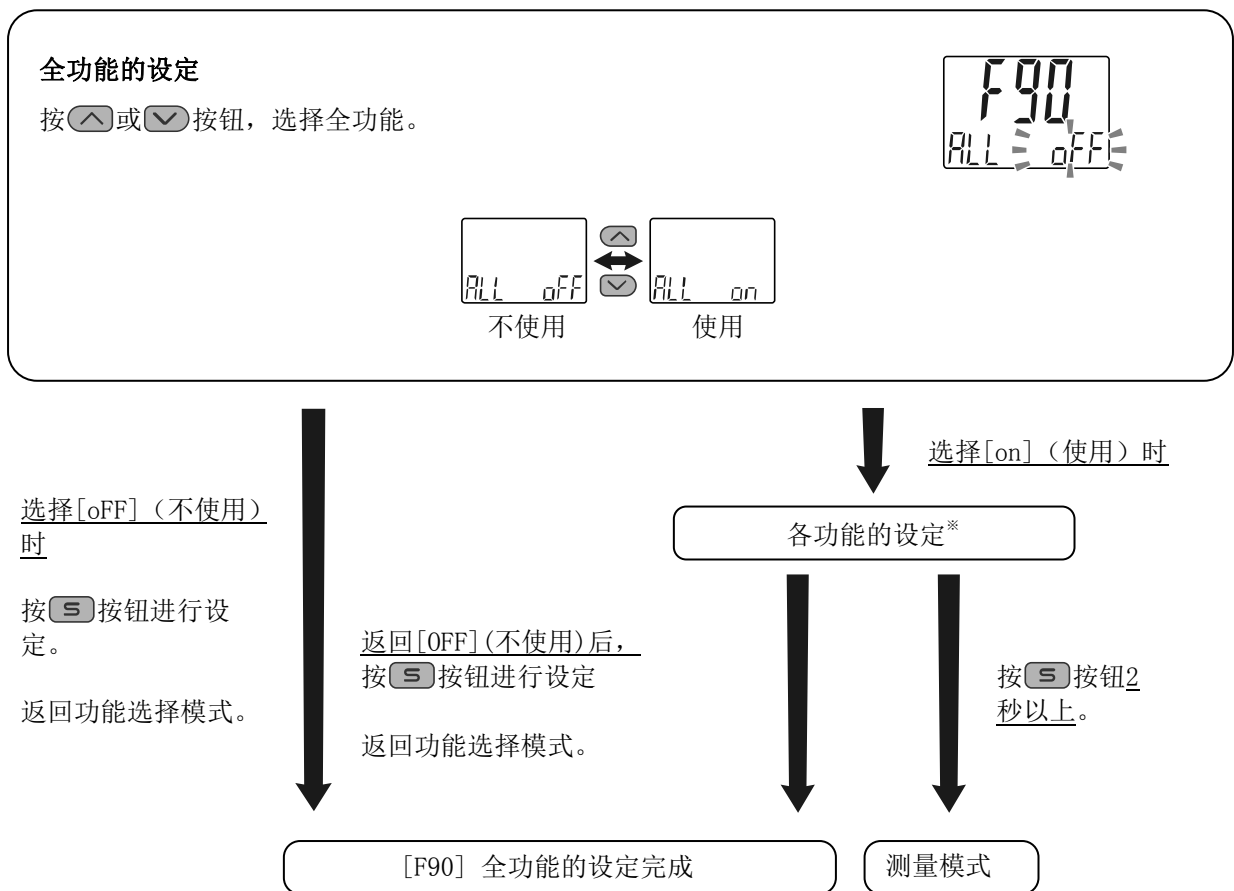 全功能的设定
按或按钮，选择全功能。
F90
ALL oFF
ALL oFF
ALL on
不使用
使用
选择[on]（使用）时
选择[oFF]（不使用）
时
各功能的设定※
按S按钮进行设
定。
返回[OFF](不使用)后，
按S按钮进行设定
按S按钮2
秒以上。
返回功能选择模式。
返回功能选择模式。
[F90] 全功能的设定完成
测量模式